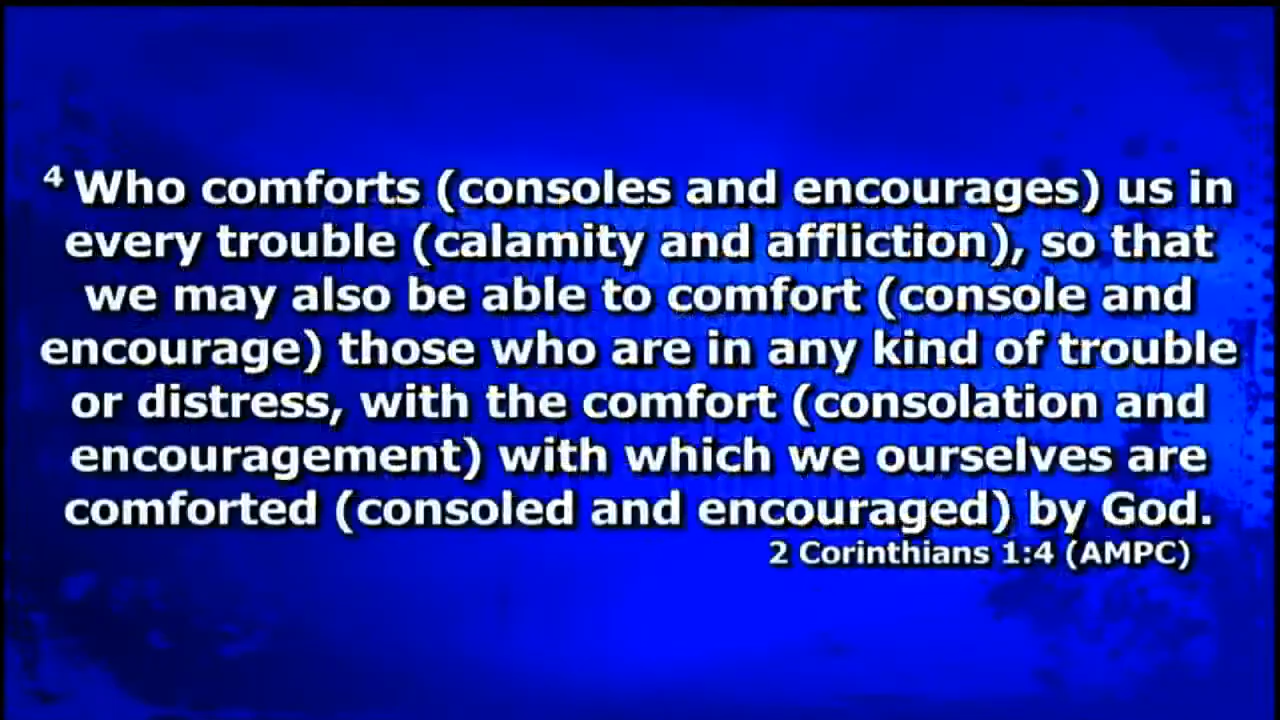 4 Who comforts (consoles and encourages) us in
every trouble (calamity and affliction), so that
we may also be able to comfort (console and
encourage) those who are in any kind of trouble
or distress, with the comfort (consolation and
encouragement) with which we ourselves are
comforted (consoled and encouraged) by God.
2 Corinthians 1:4 (AMPC)